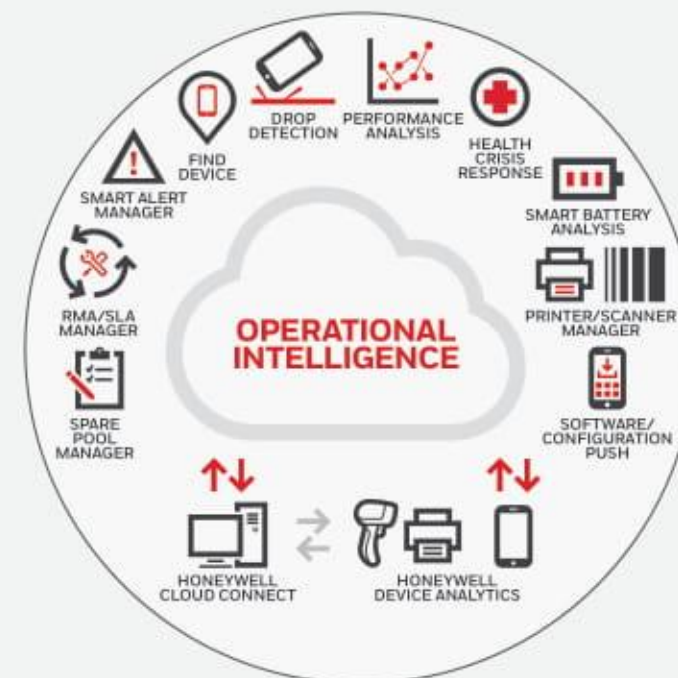 DROP
DETECTION
PERFORMANCE
ANALYSIS
FIND
DEVICE
HEALTH
CRISIS
RESPONSE
SMART ALERT
MANAGER
SMART BATTERY
ANALYSIS
RMA/SLA
MANAGER
OPERATIONAL
INTELLIGENCE
PRINTER/SCANNER
MANAGER
SPARE
POOL
MANAGER
SOFTWARE/
CONFIGURATION
PUSH
HONEYWELL
CLOUD CONNECT
HONEYWELL
DEVICE ANALYTICS